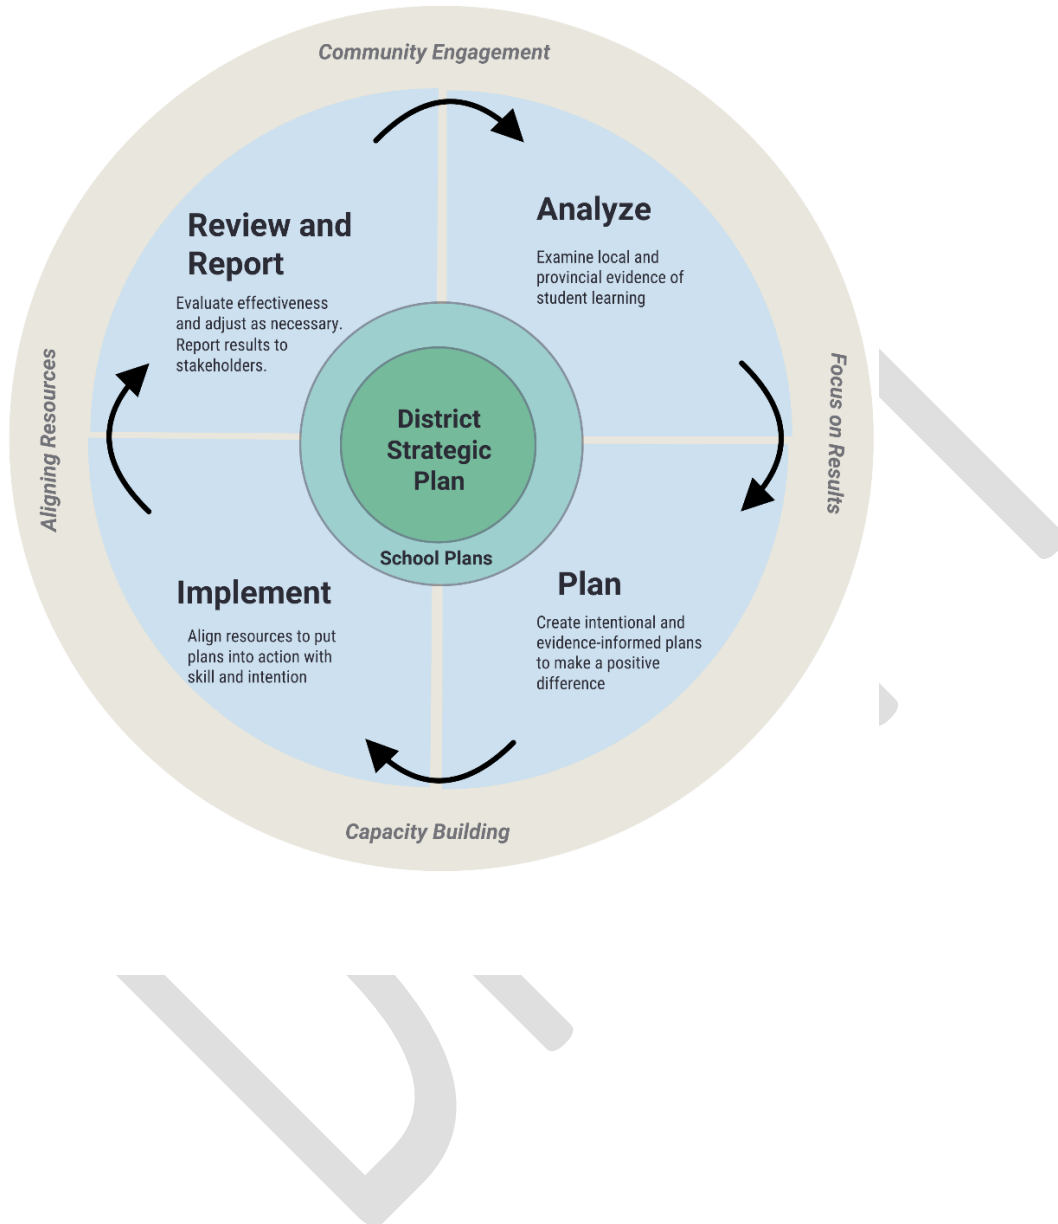 Community Engagement
Review and
Report
Evaluate effectiveness
and adjust as necessary.
Report results to
stakeholders.
Analyze
Examine local and
provincial evidence of
student learning
Aligning Resources
Focus on Results
District
Strategic
Plan
School Plans
Implement
Align resources to put
plans into action with
skill and intention
Plan
Create intentional and
evidence-informed plans
to make a positive
difference
Capacity Building